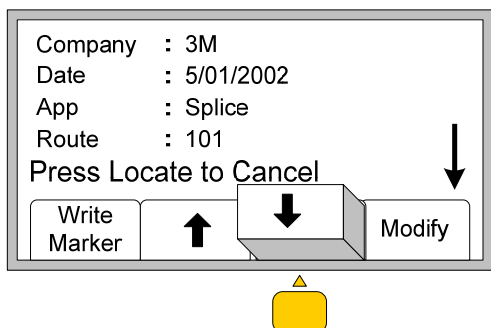 Company : 3M
Date : 5/01/2002
App : Splice
Route : 101
Press Locate to Cancel
Write
Marker
Modify